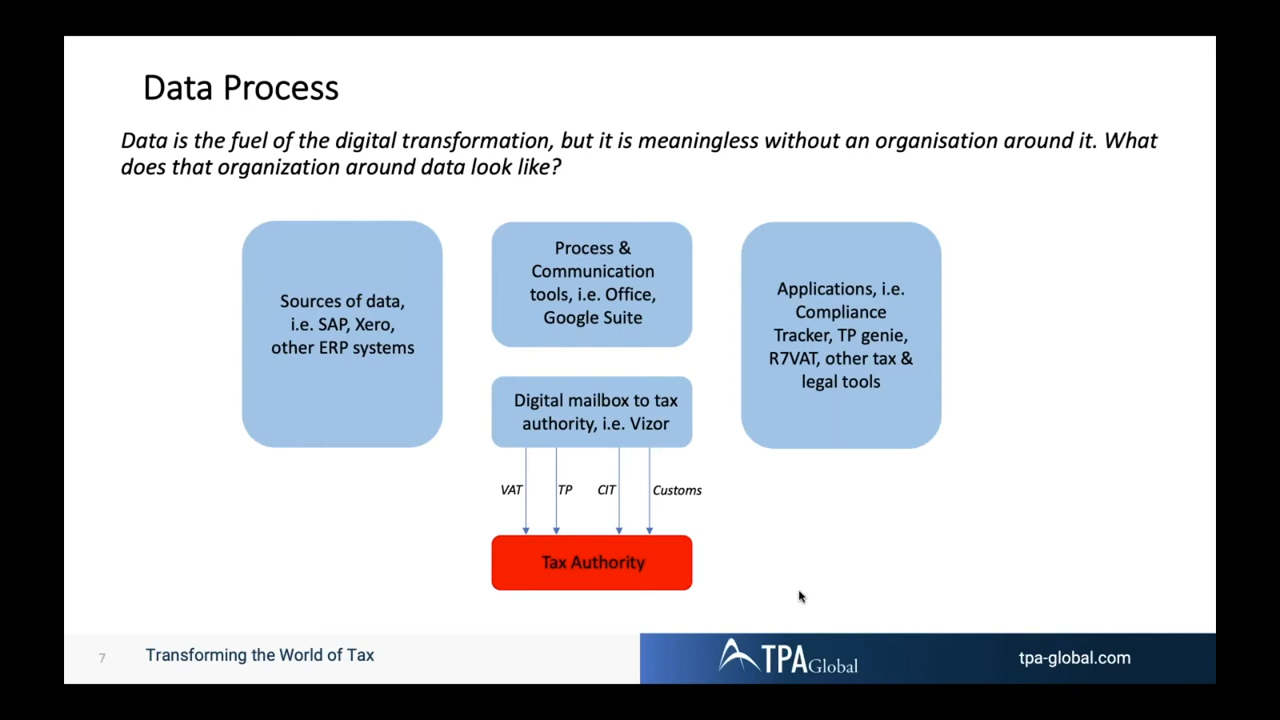 Data Process
Data is the fuel of the digital transformation, but it is meaningless without an organisation around it. What
does that organization around data look like?
Sources of data,
i.e. SAP, Xero,
other ERP systems
Process &
Communication
tools, i.e. Office,
Google Suite
Applications, i.e.
Compliance
Tracker, TP genie,
R7VAT, other tax &
legal tools
Digital mailbox to tax
authority, i.e. Vizor
VAT TP CIT Customs
Tax Authority
7 Transforming the World of Tax
TPA Global
tpa-global.com